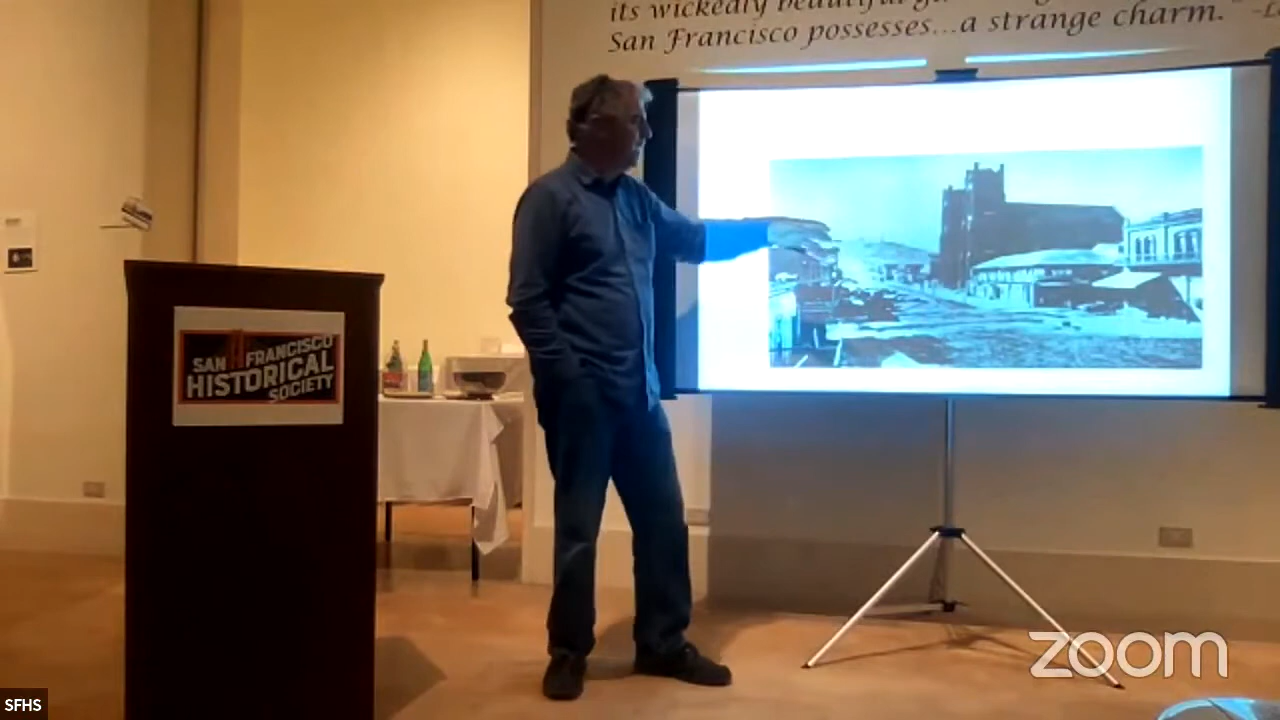 its wickedly beautiful
San Francisco possesses...a strange charm."
SAN FRANCISCO
HISTORICAL
SOCIETY
zoom
SFHS